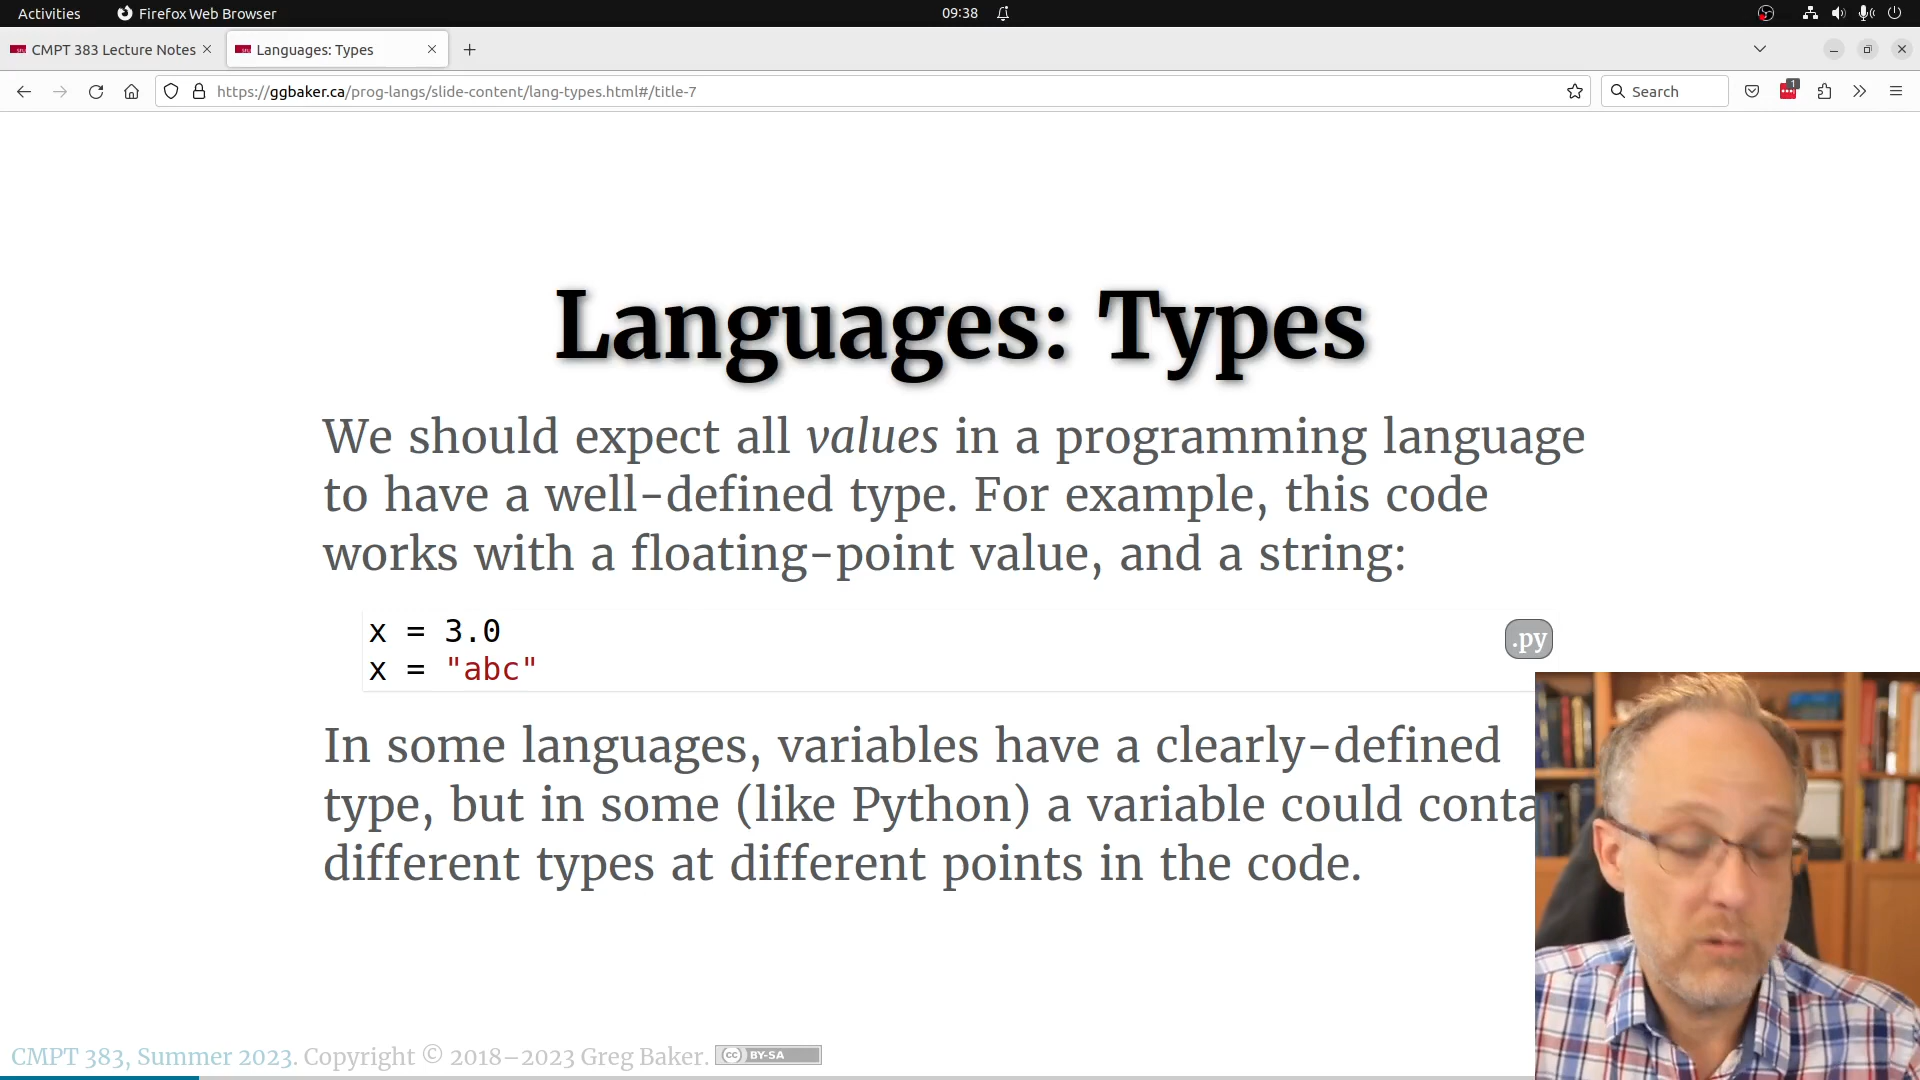 Activities
Firefox Web Browser
09:38
CMPT 383 Lecture Notes
Languages: Types
https://ggbaker.ca/prog-langs/slide-content/lang-types.html#/title-7
Search
1
Languages: Types
We should expect all values in a programming language
to have a well-defined type. For example, this code
works with a floating-point value, and a string:
x = 3.0
x = "abc"
.py
In some languages, variables have a clearly-defined
type, but in some (like Python) a variable could conta
different types at different points in the code.
CMPT 383, Summer 2023. Copyright © 2018–2023 Greg Baker.
cc BY-SA